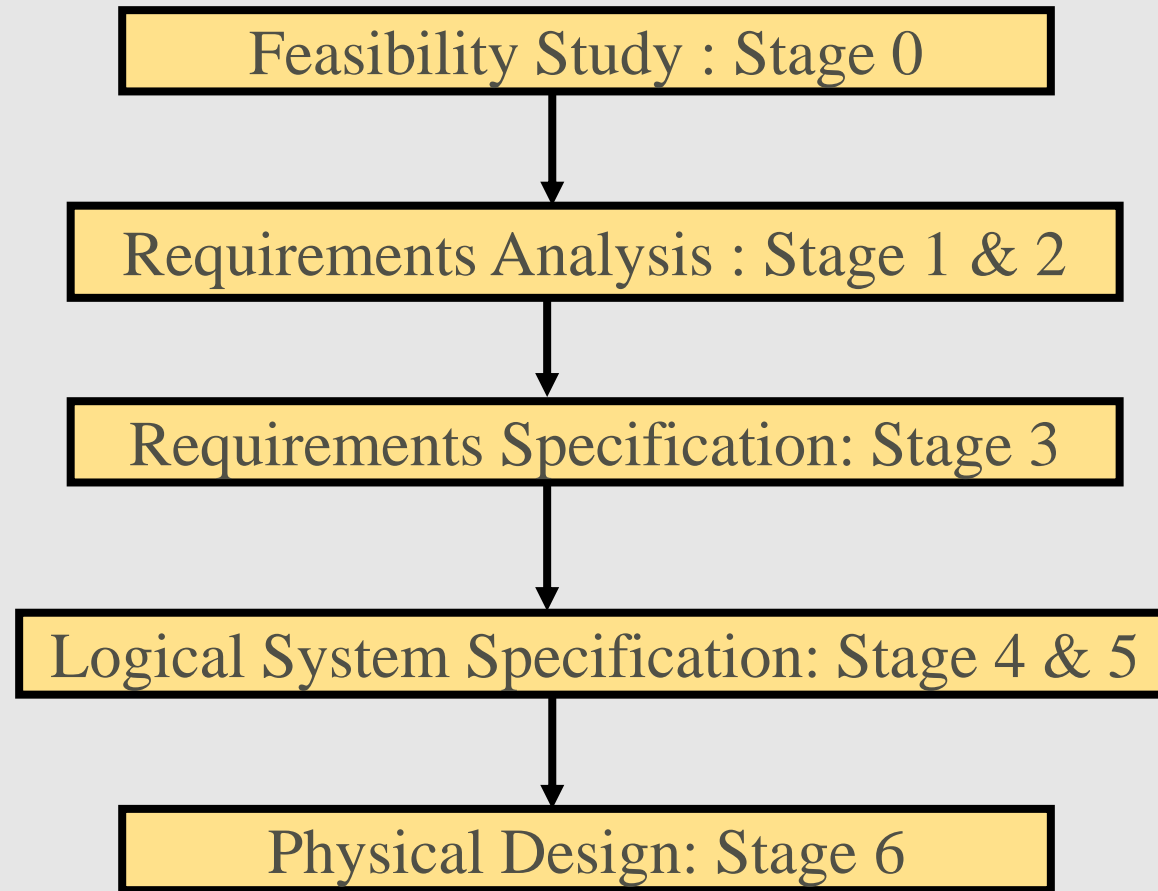 Feasibility Study : Stage 0
Requirements Analysis : Stage 1 & 2
Requirements Specification: Stage 3
Logical System Specification: Stage 4 & 5
Physical Design: Stage 6